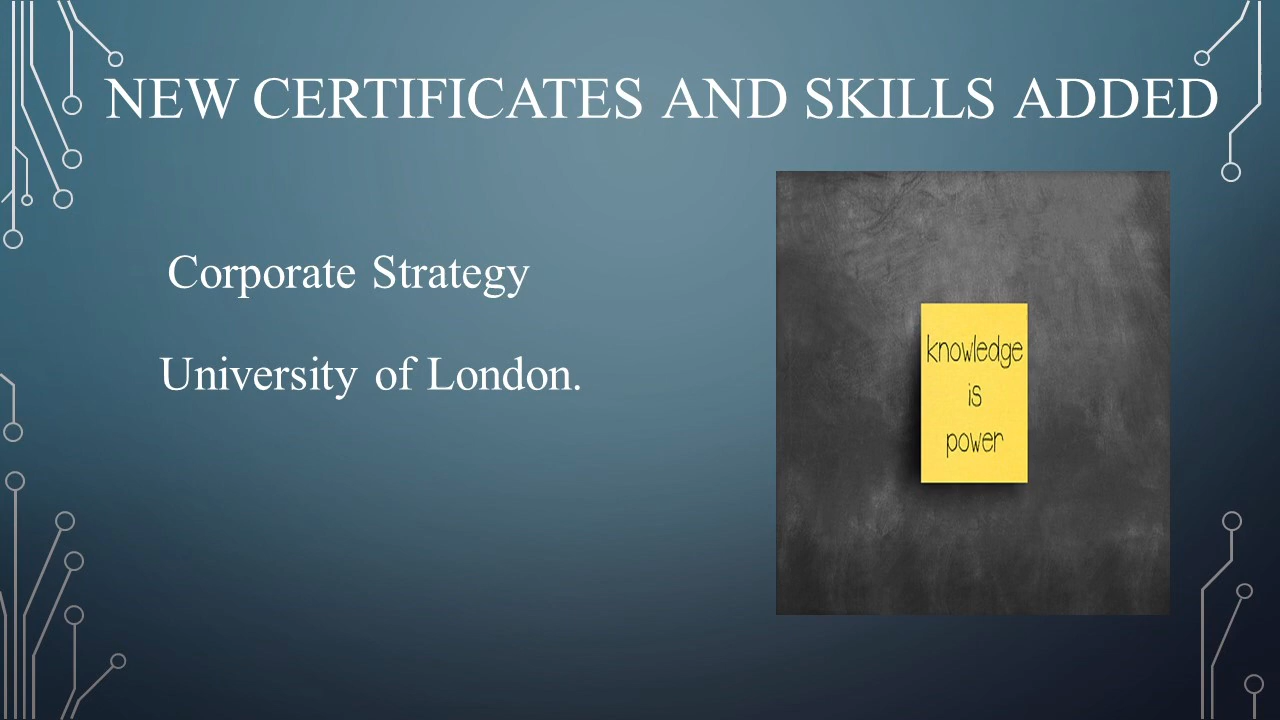 NEW CERTIFICATES AND SKILLS ADDED
Corporate Strategy
University of London.
knowledge
is
power